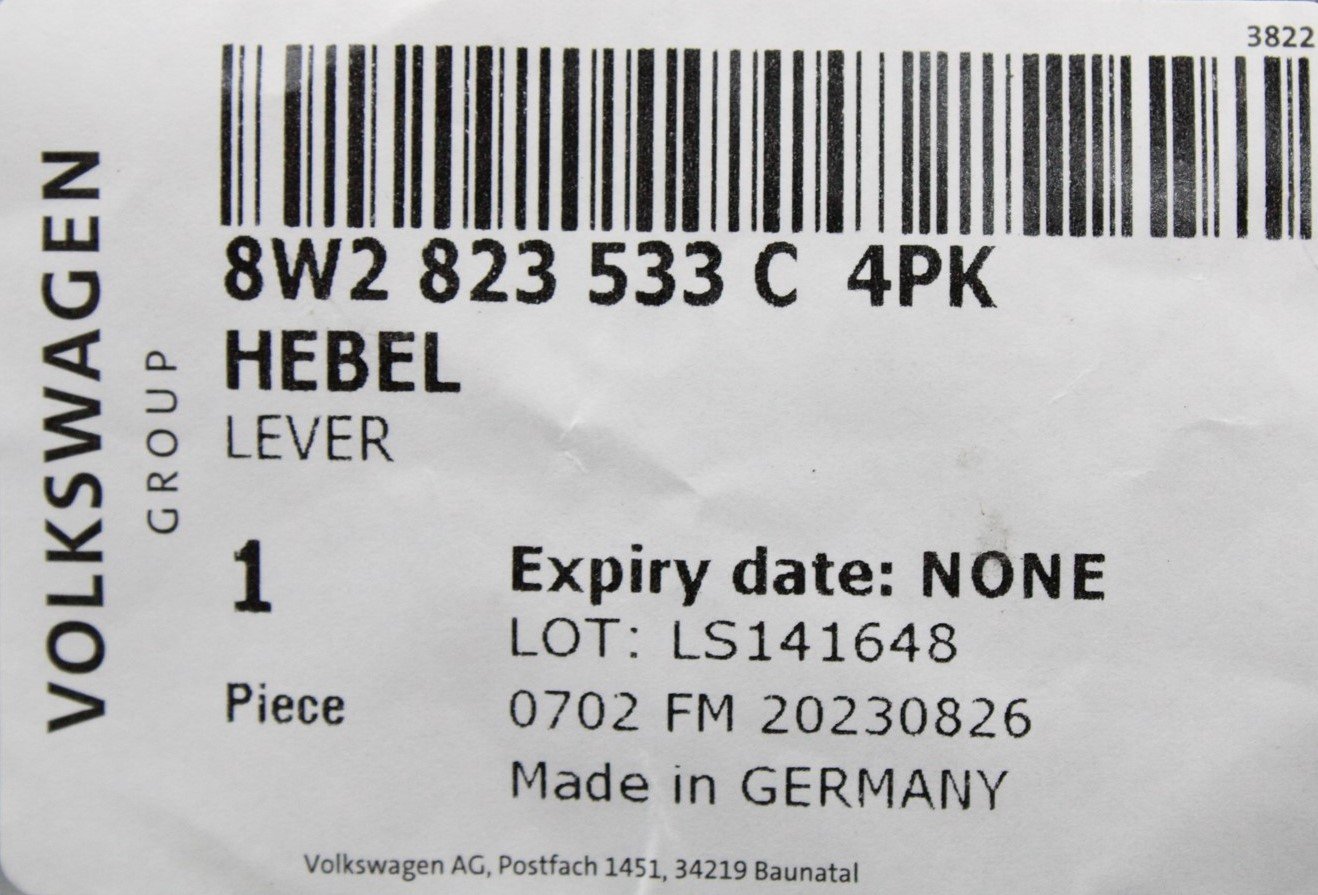 3822
VOLKSWAGEN
GROUP
8W2 823 533 C 4PK
HEBEL
LEVER
1
Piece
Expiry date: NONE
LOT: LS141648
0702 FM 20230826
Made in GERMANY
Volkswagen AG, Postfach 1451, 34219 Baunatal